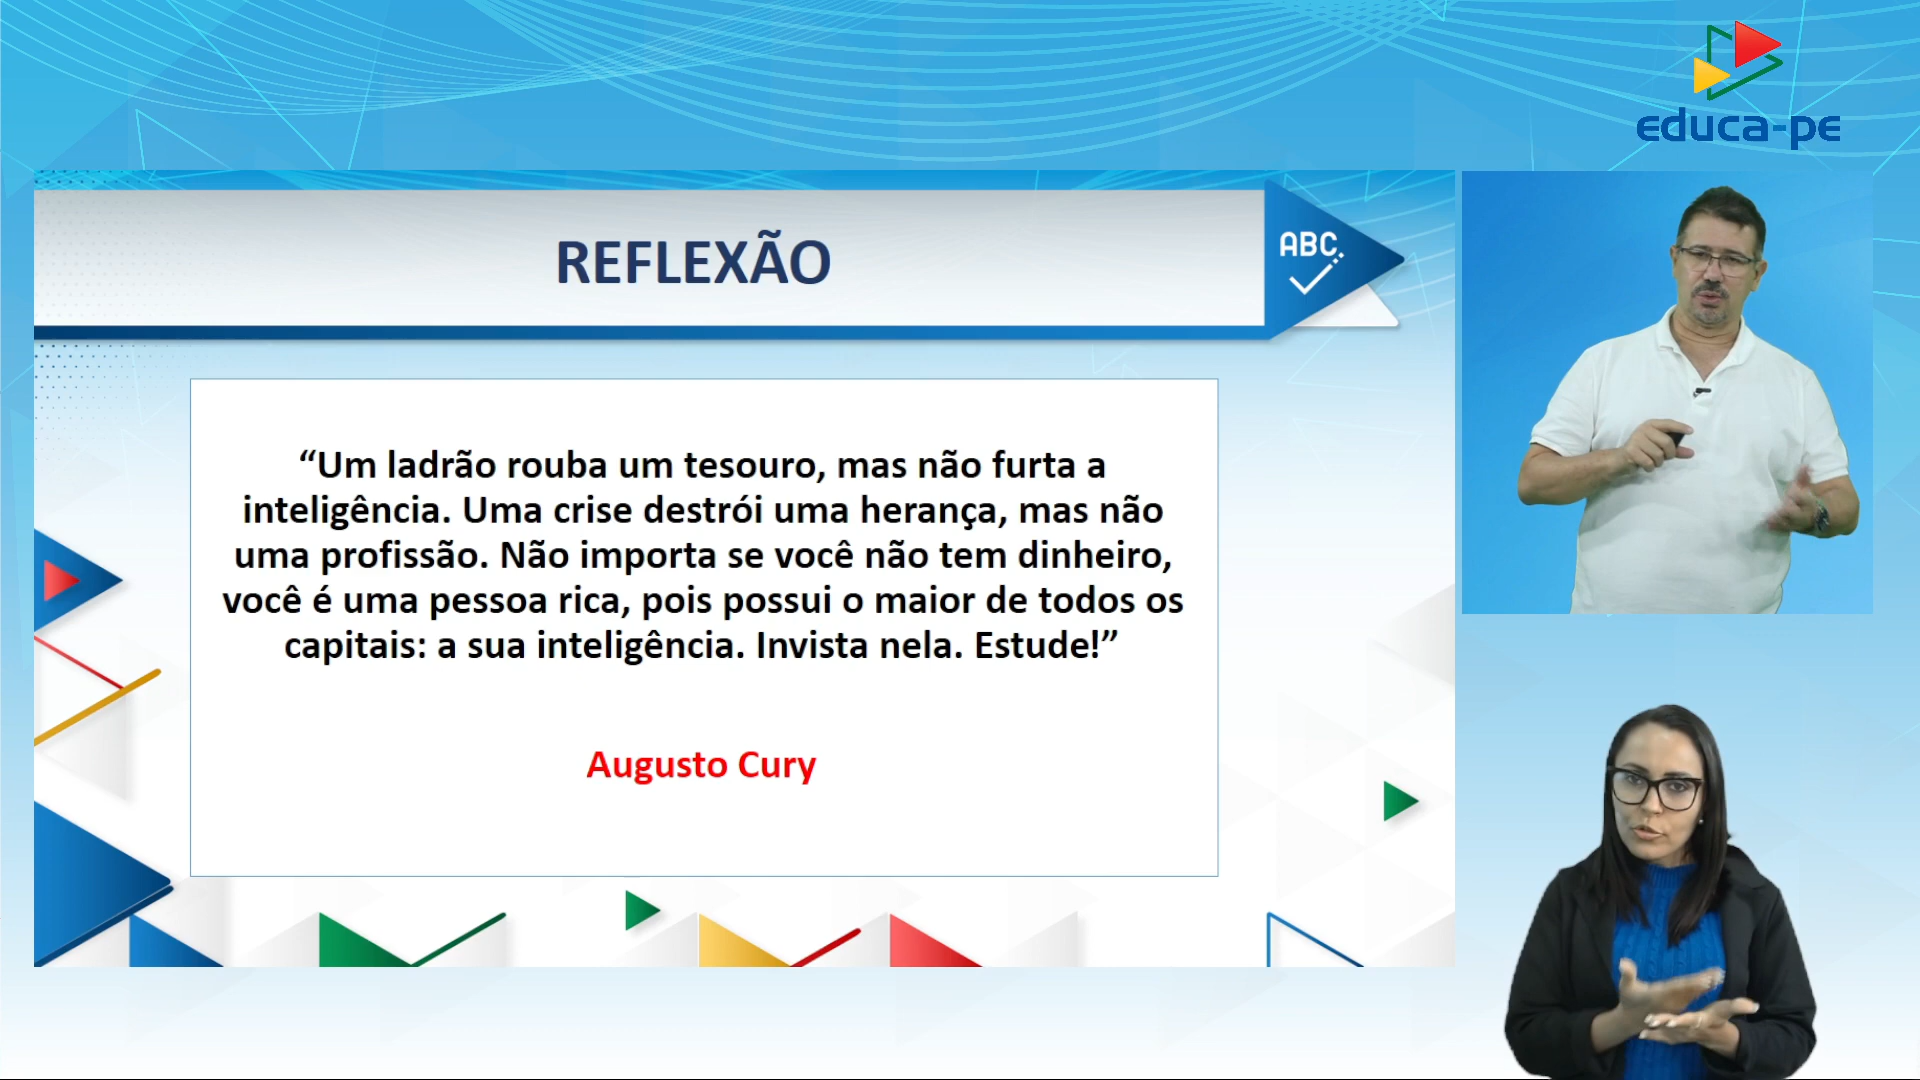 educa-pe
REFLEXÃO
ABC
“Um ladrão rouba um tesouro, mas não furta a
inteligência. Uma crise destrói uma herança, mas não
uma profissão. Não importa se você não tem dinheiro,
você é uma pessoa rica, pois possui o maior de todos os
capitais: a sua inteligência. Invista nela. Estude!”
Augusto Cury